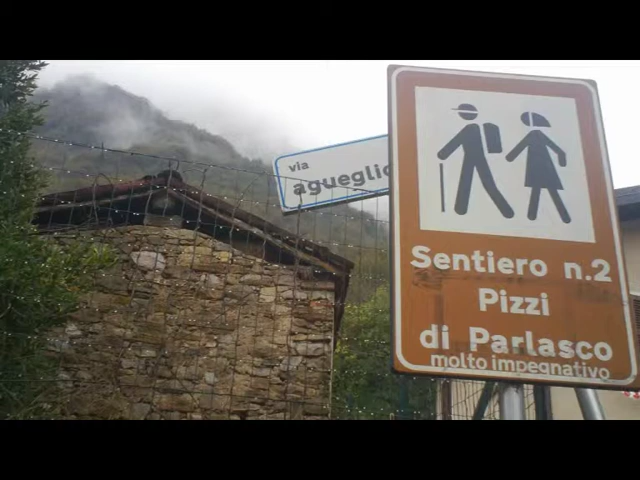 via
agueglio
Sentiero n.2
Pizzi
di Parlasco
molto impegnativo